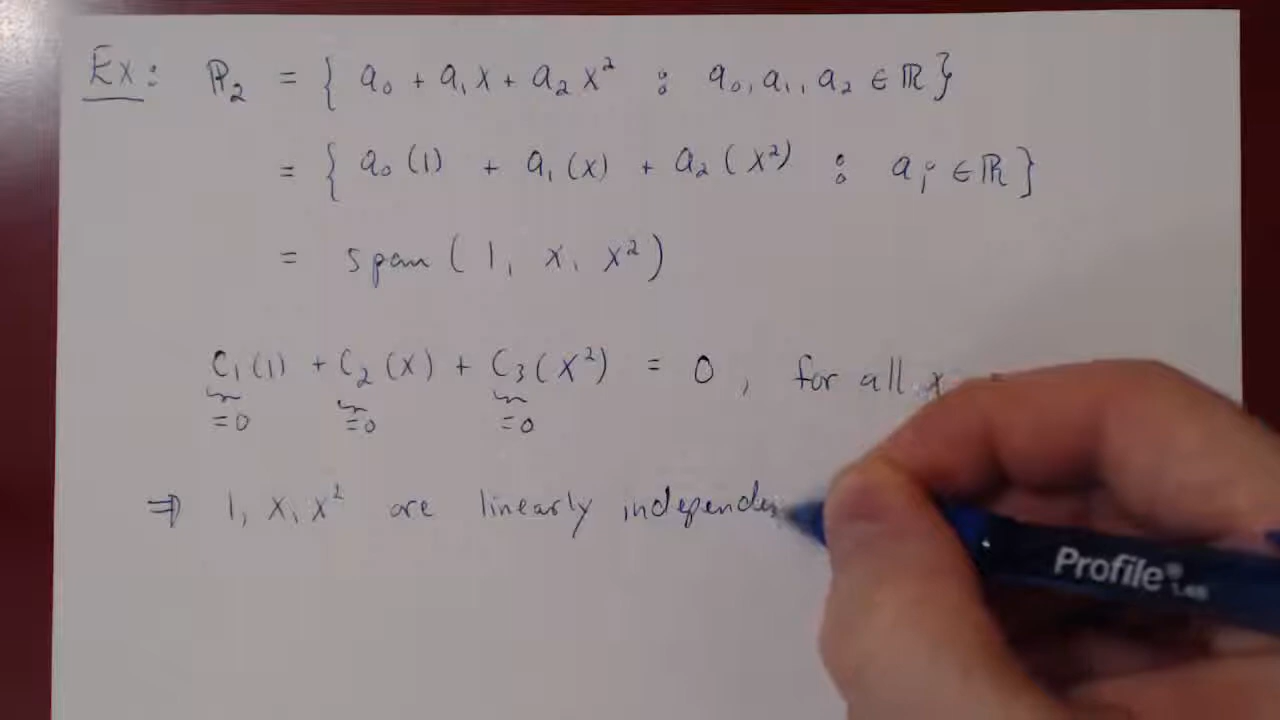 Ex: ℙ₂ = { a₀ + a₁x + a₂x² : a₀, a₁, a₂ ∈ ℝ }
= { a₀(1) + a₁(x) + a₂(x²) : aᵢ ∈ ℝ }
= span(1, x, x²)
C₁(1) + C₂(x) + C₃(x²) = 0, for all x
=0 =0 =0
⇒ 1, x, x² are linearly independe
Profile